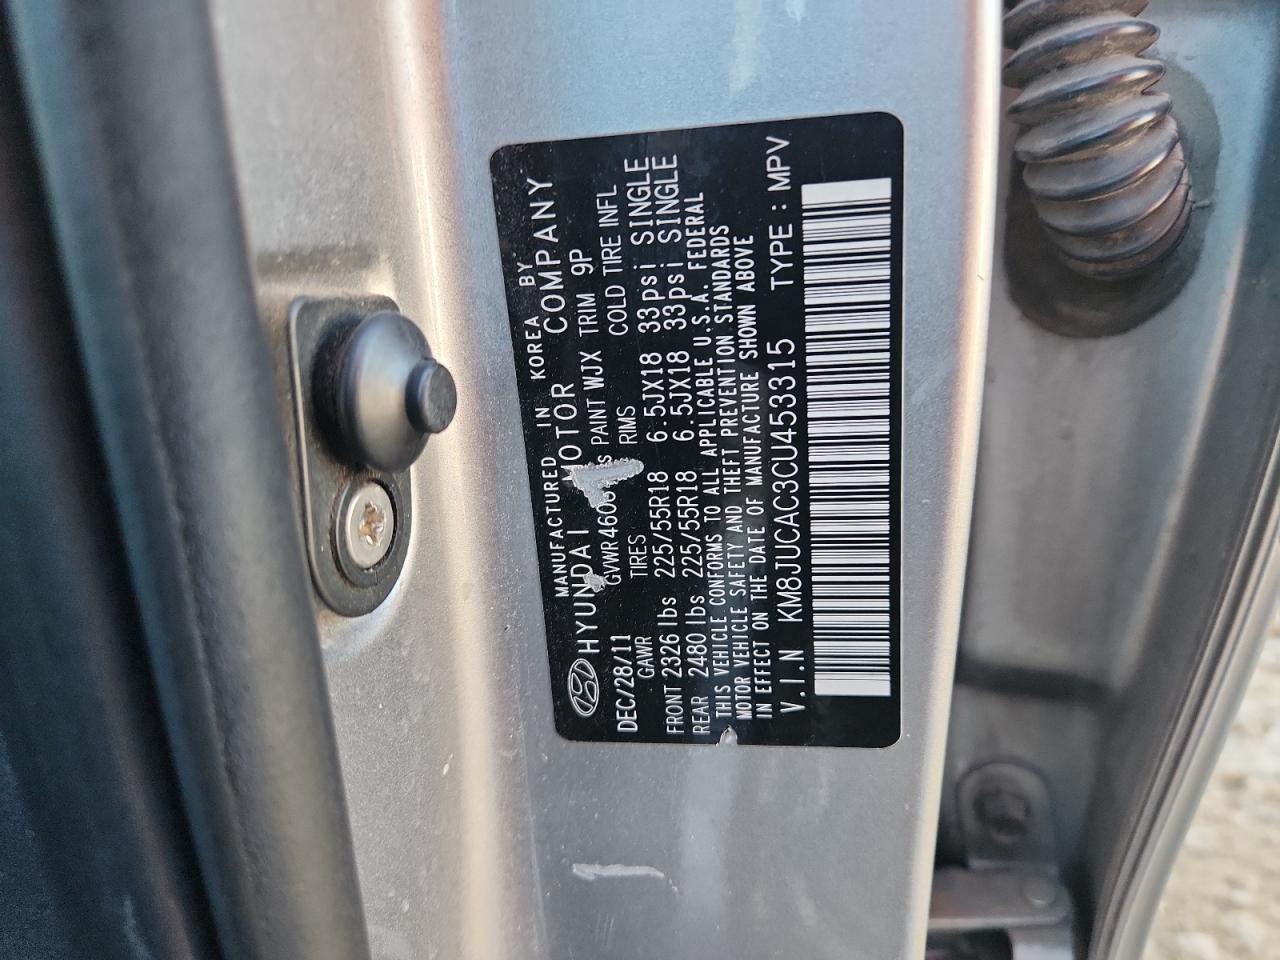 MANUFACTURED IN KOREA BY
HYUNDAI MOTOR COMPANY
DEC/28/11 GVWR 460 PAINT WJX TRIM 9P
GAWR TIRES RIMS COLD TIRE INFL
FRONT 2326 lbs 225/55R18 6.5JX18 33psi SINGLE
REAR 2480 lbs 225/55R18 6.5JX18 33psi SINGLE
THIS VEHICLE CONFORMS TO ALL APPLICABLE U.S.A. FEDERAL
MOTOR VEHICLE SAFETY AND THEFT PREVENTION STANDARDS
IN EFFECT ON THE DATE OF MANUFACTURE SHOWN ABOVE
V.I.N KM8JUCAC3CU453315 TYPE : MPV